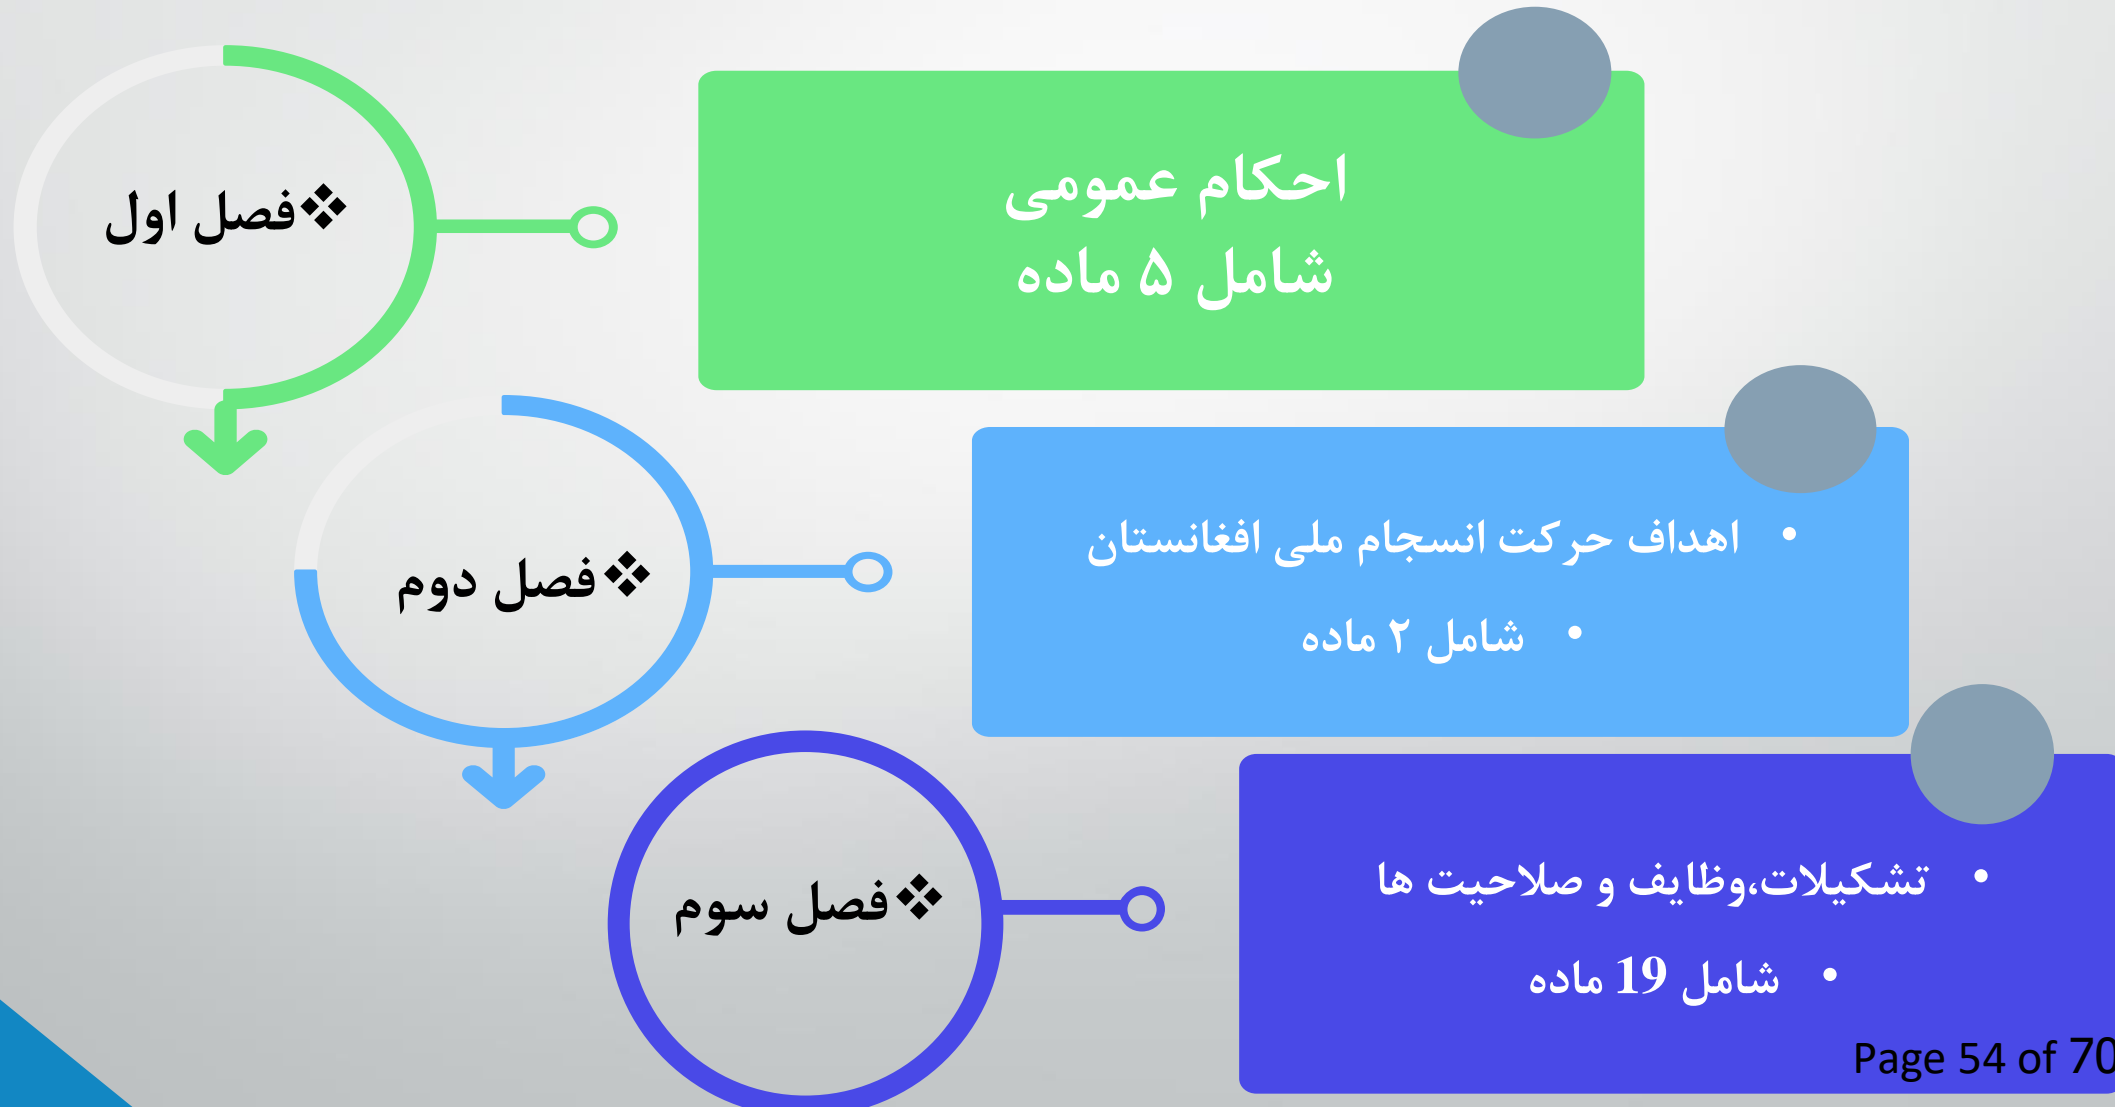 ❖فصل اول
احکام عمومی
شامل ۵ ماده
❖فصل دوم
• اهداف حرکت انسجام ملی افغانستان
• شامل ۲ ماده
❖فصل سوم
• تشکیلات،وظایف و صلاحیت ها
• شامل 19 ماده
Page 54 of 70